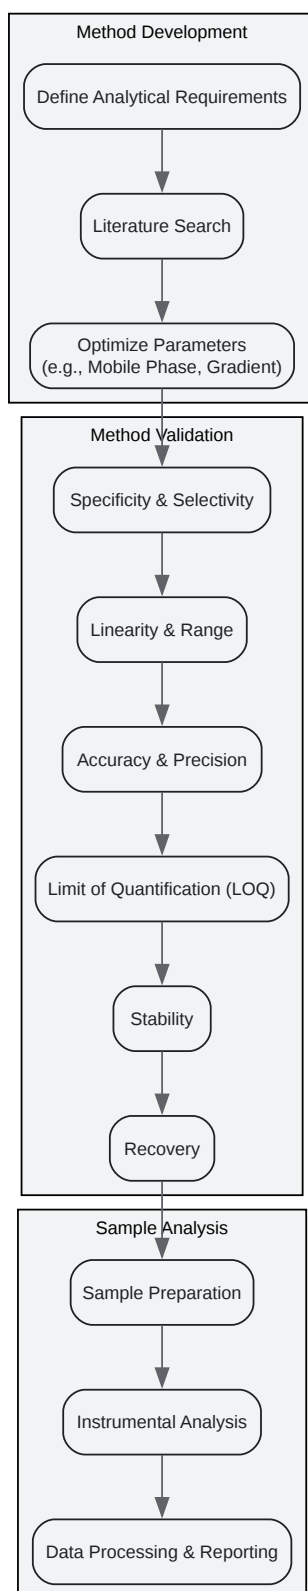 Method Development
Define Analytical Requirements
Literature Search
Optimize Parameters
(e.g., Mobile Phase, Gradient)
Method Validation
Specificity & Selectivity
Linearity & Range
Accuracy & Precision
Limit of Quantification (LOQ)
Stability
Recovery
Sample Analysis
Sample Preparation
Instrumental Analysis
Data Processing & Reporting